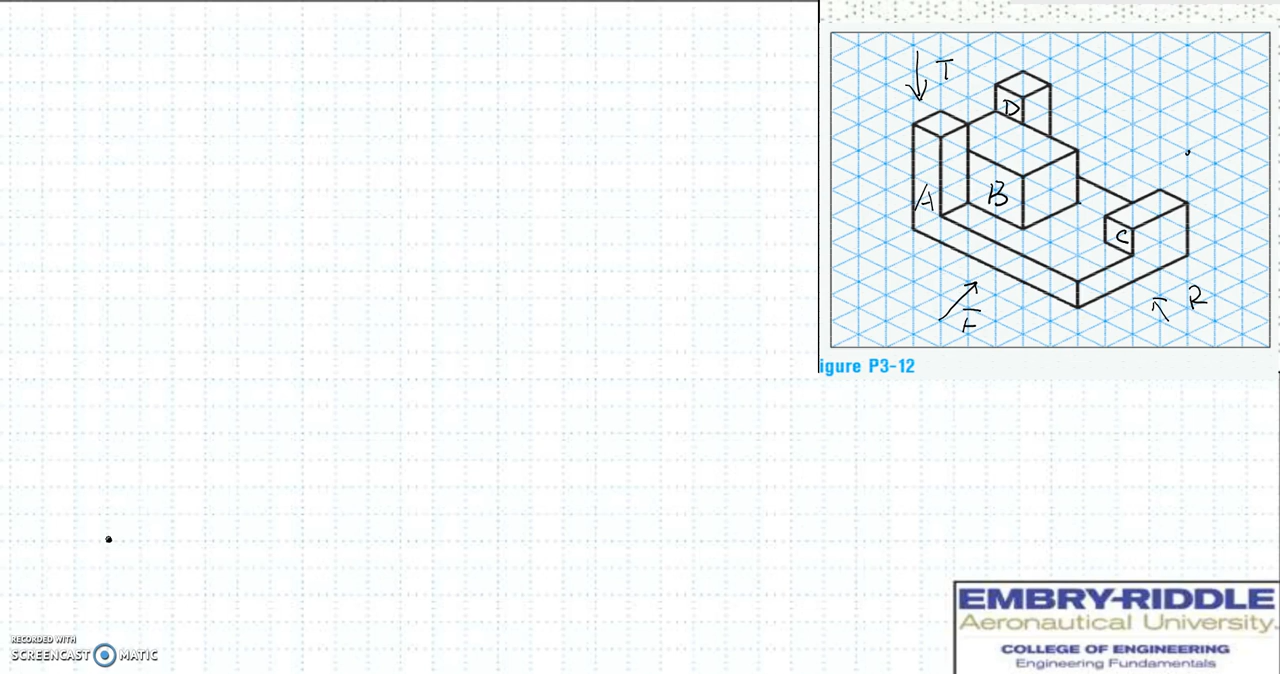 T
D
A
B
C
F
R
igure P3-12
EMBRY-RIDDLE
Aeronautical University.
COLLEGE OF ENGINEERING
Engineering Fundamentals
RECORDED WITH
SCREENCAST MATIC